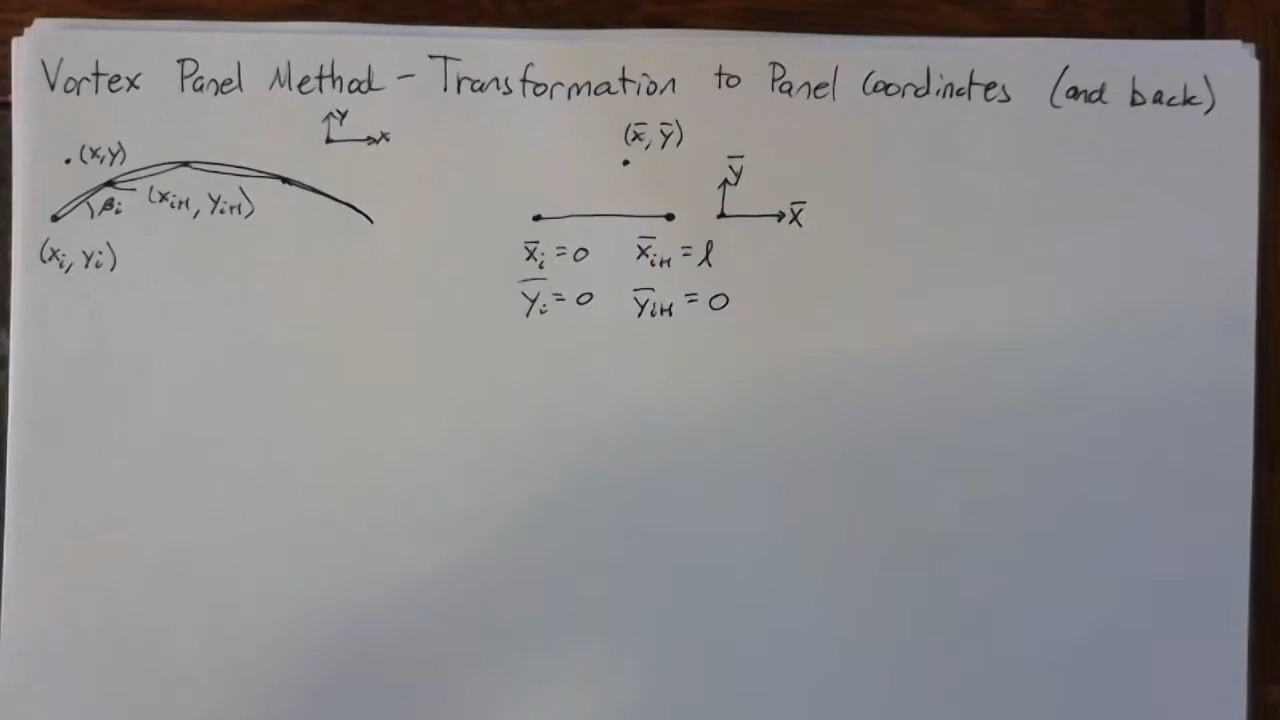 Vortex Panel Method - Transformation to Panel Coordinates (and back)
Y
x
(x,y)
(x̄, ȳ)
βᵢ
(xᵢ₊₁, yᵢ₊₁)
ȳ
x̄
(xᵢ, yᵢ)
x̄ᵢ = 0 x̄ᵢ₊₁ = l
ȳᵢ = 0 ȳᵢ₊₁ = 0